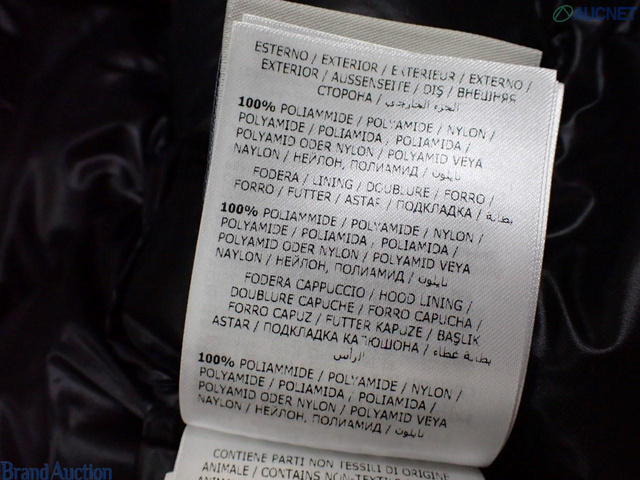 AUCNET
ESTERNO / EXTERIOR / EXTERIEUR / EXTERNO /
EXTERIOR / AUSSENSEITE / DIŞ / ВНЕШНЯЯ
СТОРОНА / الجزء الخارجي
100% POLIAMMIDE / POLYAMIDE / NYLON /
POLYAMIDE / POLIAMIDA / POLIAMIDA /
POLYAMID ODER NYLON / POLYAMID VEYA
NAYLON / НЕЙЛОН, ПОЛИАМИД / نايلون
FODERA / LINING / DOUBLURE / FORRO /
FORRO / FUTTER / ASTAR / ПОДКЛАДКА / بطانة
100% POLIAMMIDE / POLYAMIDE / NYLON /
POLYAMIDE / POLIAMIDA / POLIAMIDA /
POLYAMID ODER NYLON / POLYAMID VEYA
NAYLON / НЕЙЛОН, ПОЛИАМИД / نايلون
FODERA CAPPUCCIO / HOOD LINING /
DOUBLURE CAPUCHE / FORRO CAPUCHA /
FORRO CAPUZ / FUTTER KAPUZE / BAŞLIK
ASTAR / ПОДКЛАДКА КАПЮШОНА / بطانة غطاء
الرأس
100% POLIAMMIDE / POLYAMIDE / NYLON /
POLYAMIDE / POLIAMIDA / POLIAMIDA /
POLYAMID ODER NYLON / POLYAMID VEYA
NAYLON / НЕЙЛОН, ПОЛИАМИД / نايلون
CONTIENE PARTI NON TESSILI DI ORIGINE
ANIMALE / CONTAINS NON-TEXTILE
Brand Auction